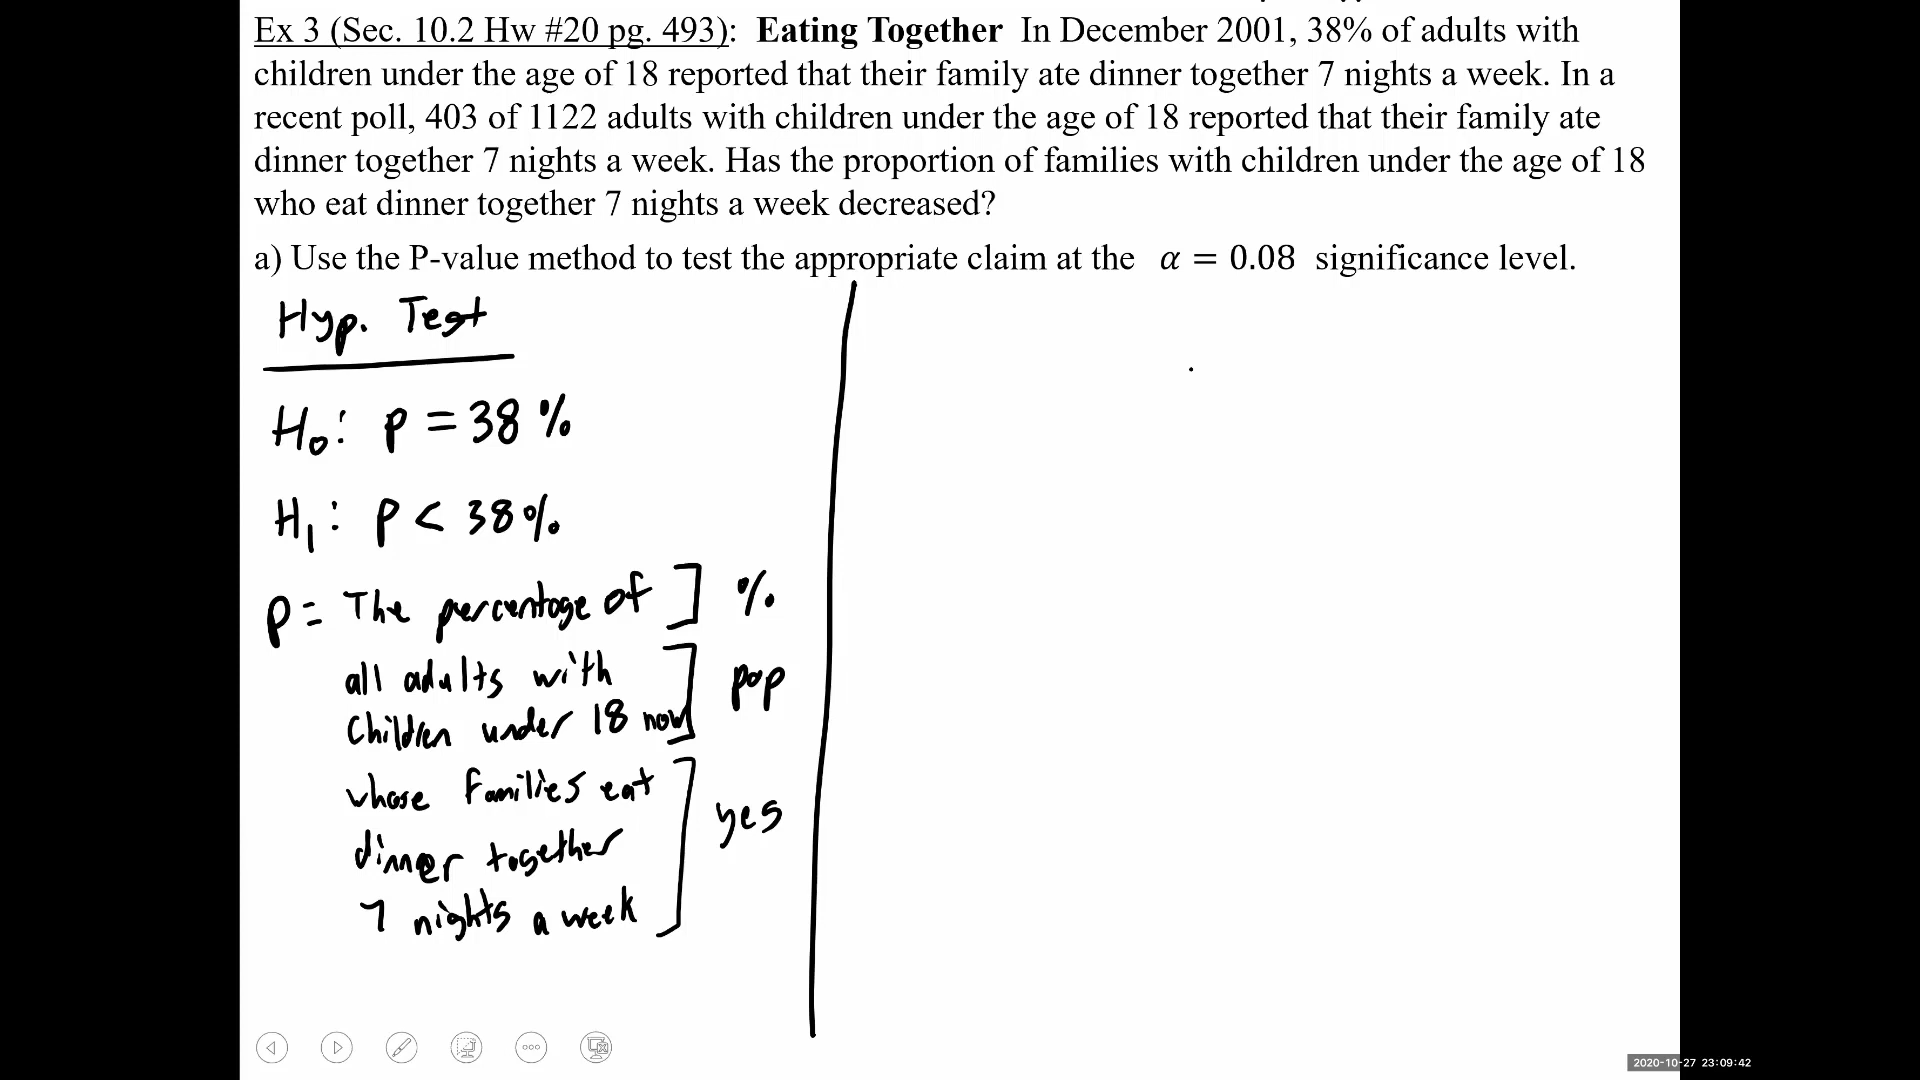 Ex 3 (Sec. 10.2 Hw #20 pg. 493): Eating Together In December 2001, 38% of adults with
children under the age of 18 reported that their family ate dinner together 7 nights a week. In a
recent poll, 403 of 1122 adults with children under the age of 18 reported that their family ate
dinner together 7 nights a week. Has the proportion of families with children under the age of 18
who eat dinner together 7 nights a week decreased?
a) Use the P-value method to test the appropriate claim at the α = 0.08 significance level.
Hyp. Test
H₀: p = 38%
H₁: p < 38%
p = The percentage of ] %
all adults with
children under 18 now ] pop
whose families eat
dinner together ] yes
7 nights a week
2020-10-27 23:09:42